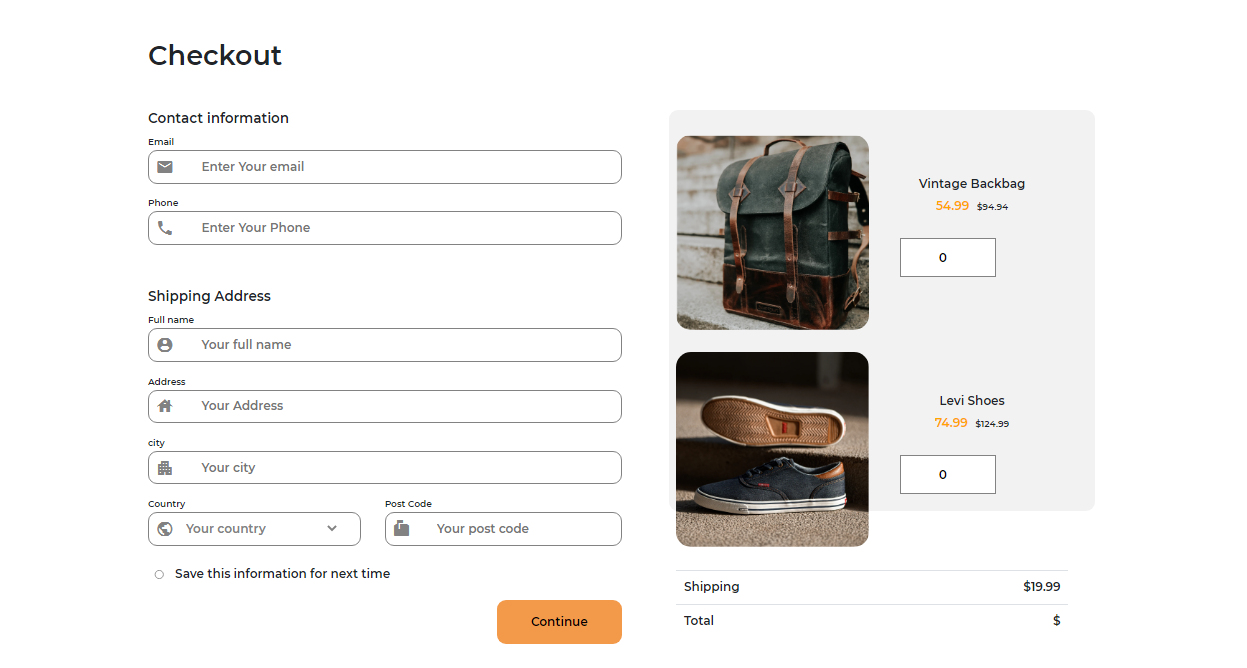 Checkout
Contact information
Email
Enter Your email
Phone
Enter Your Phone
Shipping Address
Full name
Your full name
Address
Your Address
city
Your city
Country
Post Code
Your country
Your post code
Save this information for next time
Continue
Vintage Backbag
54.99 $94.94
0
Levi Shoes
74.99 $124.99
0
Shipping $19.99
Total $